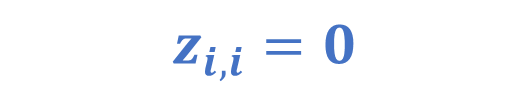 z_{i,i} = 0